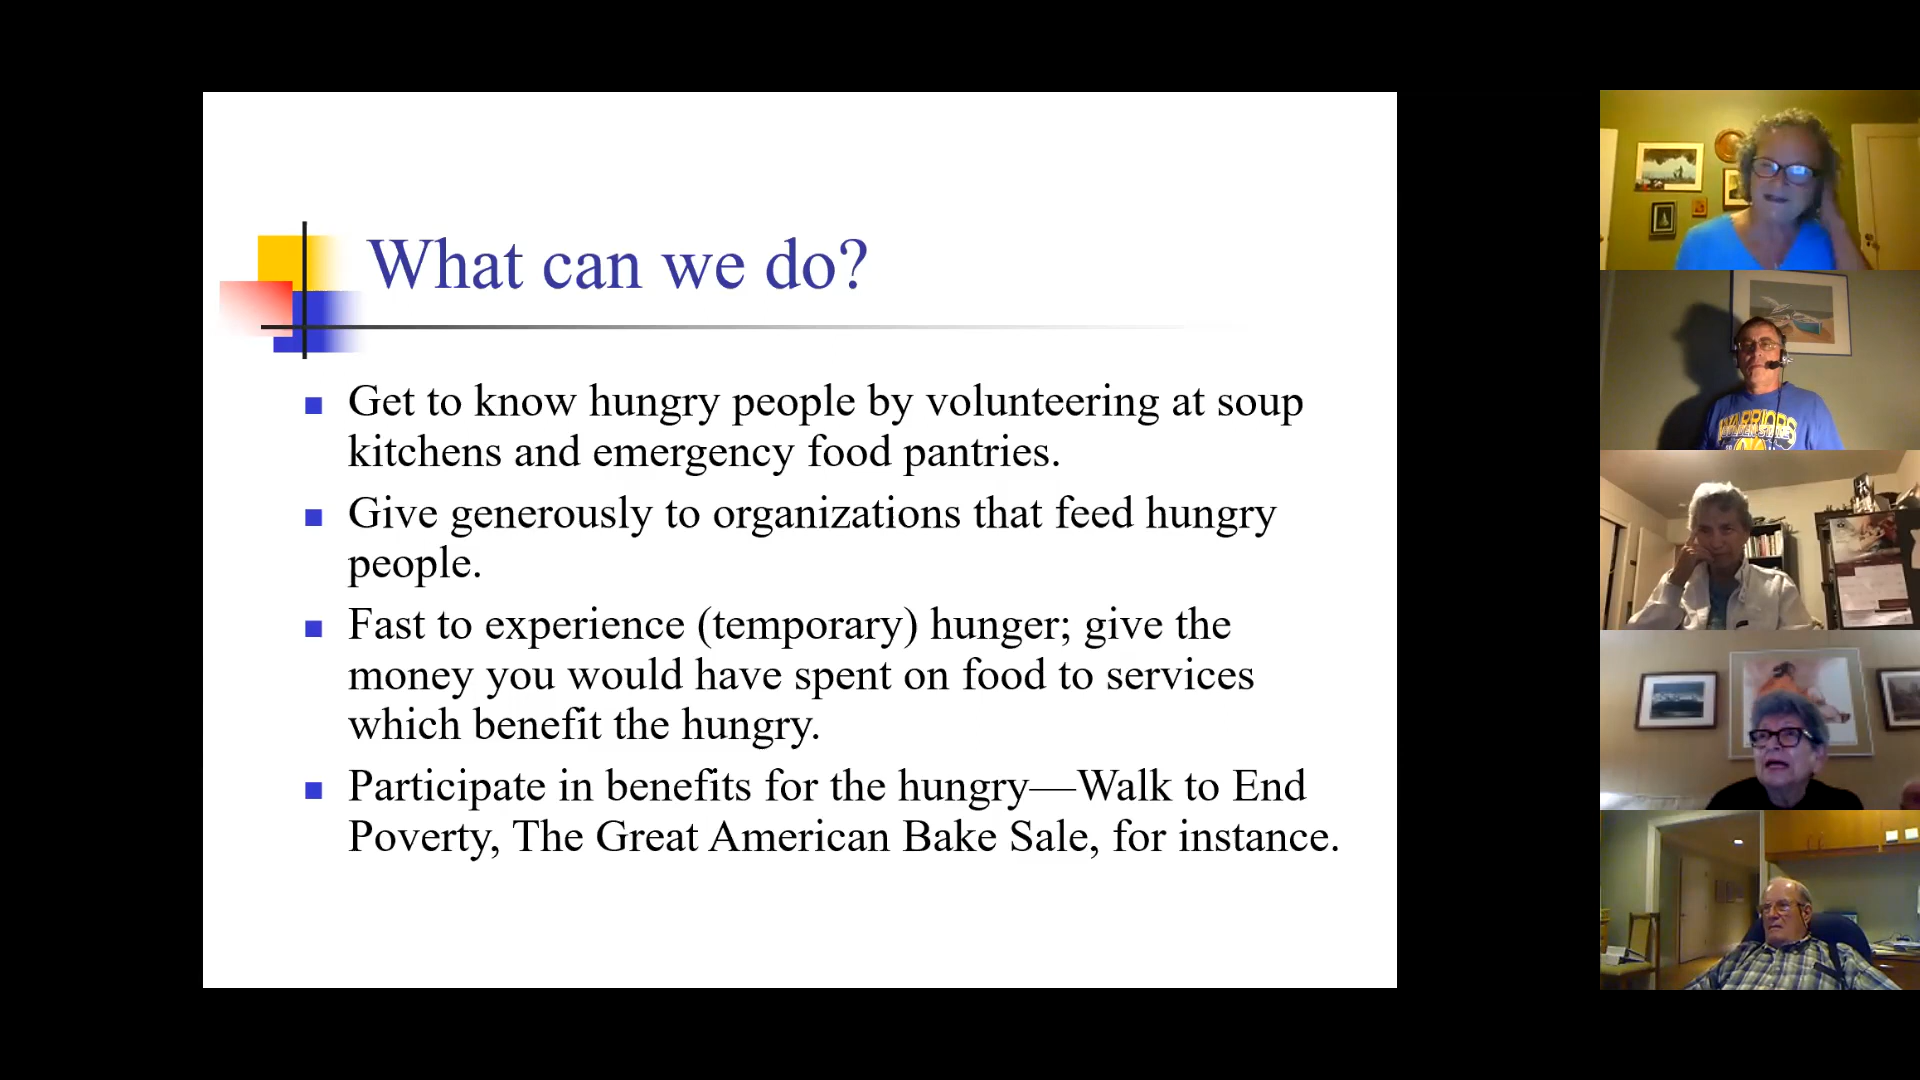 What can we do?
Get to know hungry people by volunteering at soup
kitchens and emergency food pantries.
Give generously to organizations that feed hungry
people.
Fast to experience (temporary) hunger; give the
money you would have spent on food to services
which benefit the hungry.
Participate in benefits for the hungry—Walk to End
Poverty, The Great American Bake Sale, for instance.
WARRIORS